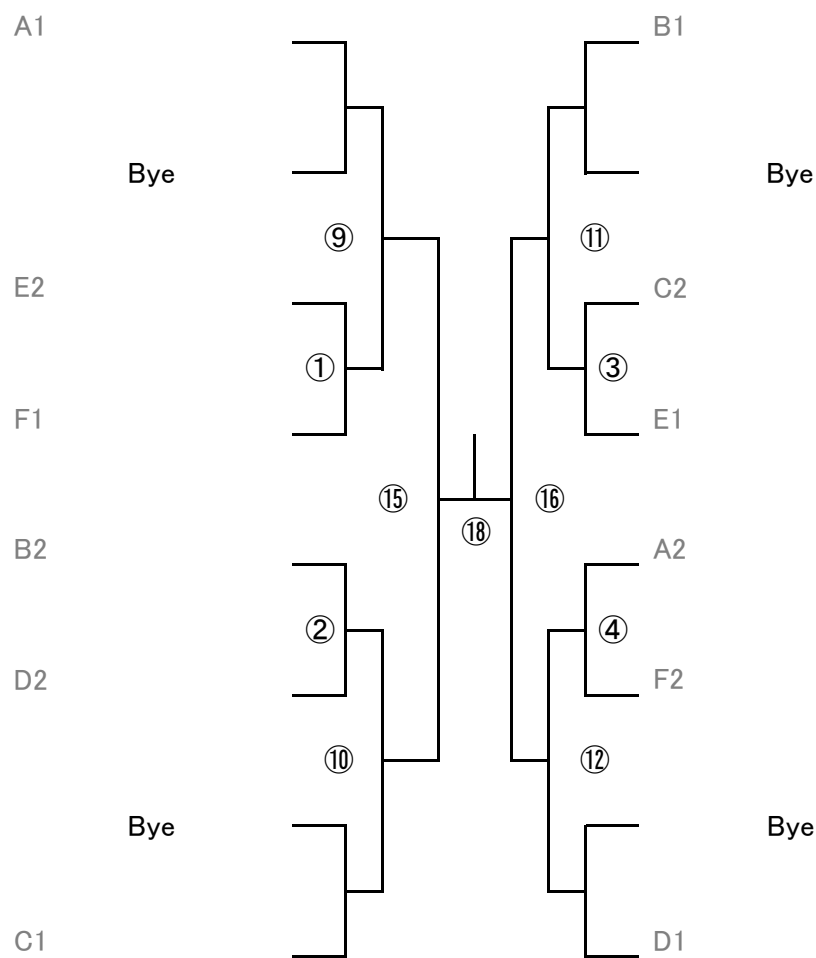 A1 B1
Bye Bye
⑨ ⑪
E2 C2
① ③
F1 E1
⑮ ⑯
⑱
B2 A2
② ④
D2 F2
⑩ ⑫
Bye Bye
C1 D1